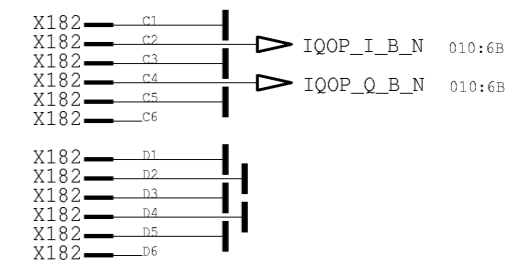 X182 C1
X182 C2 IQOP_I_B_N 010:6B
X182 C3
X182 C4 IQOP_Q_B_N 010:6B
X182 C5
X182 C6
X182 D1
X182 D2
X182 D3
X182 D4
X182 D5
X182 D6